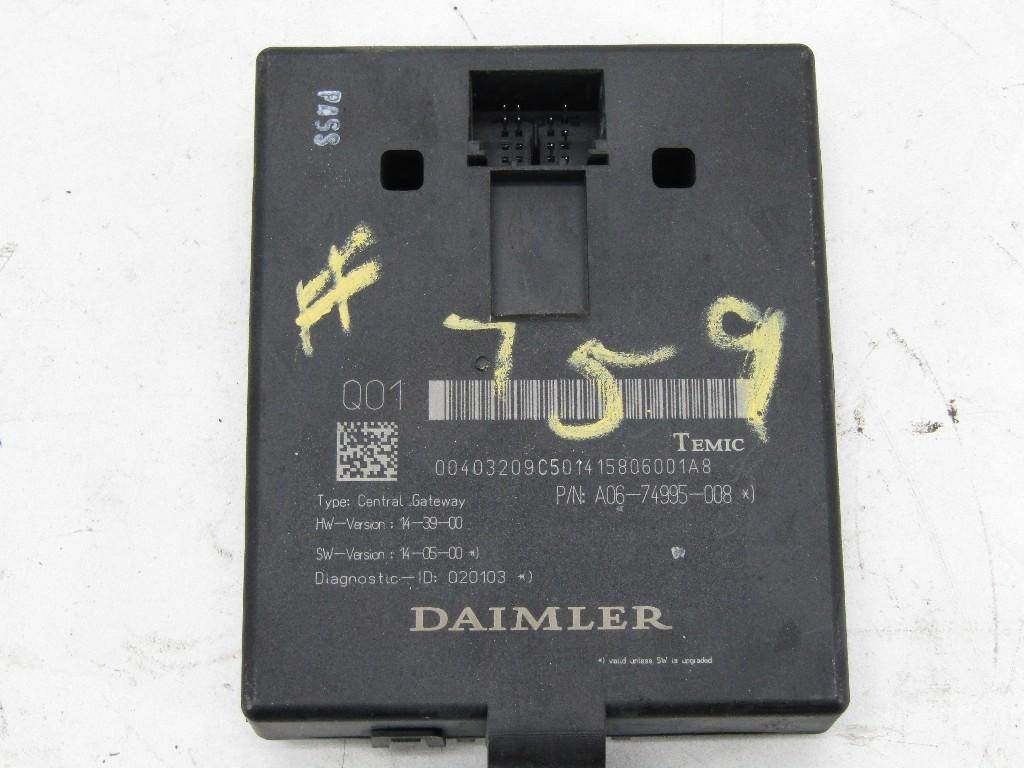 PASS
# 759
Q01
TEMIC
00403209C501415806001A8
P/N: A06-74995-008 *)
Type: Central Gateway
HW-Version : 14-39-00
SW-Version : 14-05-00 *)
Diagnostic-ID: 020103 *)
DAIMLER
*) valid unless SW is upgraded